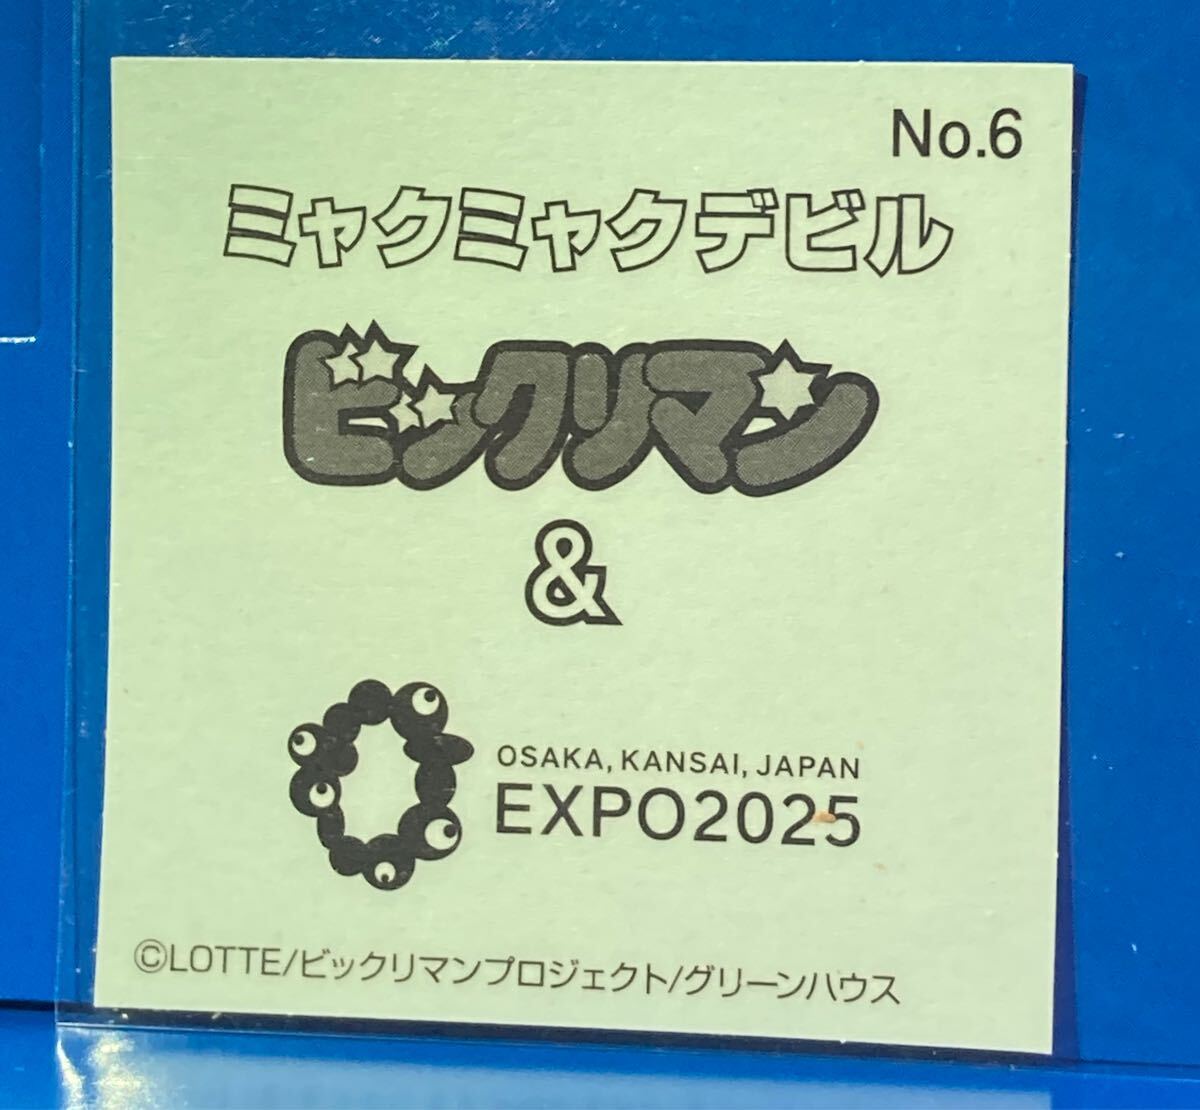 No.6
ミャクミャクデビル
ビックリマン
&
OSAKA, KANSAI, JAPAN
EXPO2025
©LOTTE/ビックリマンプロジェクト/グリーンハウス